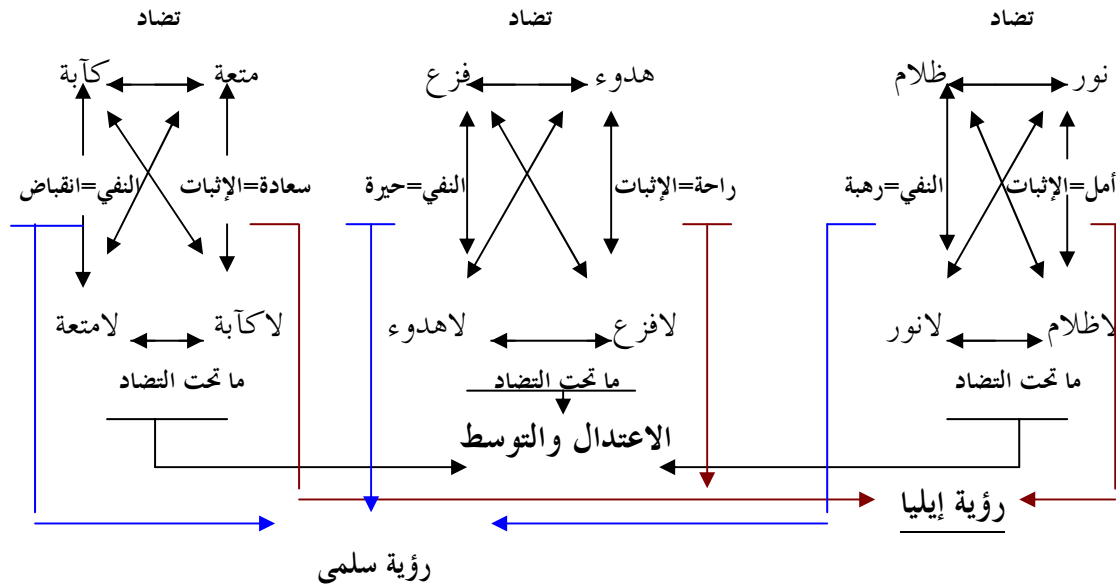 تضاد تضاد تضاد
نور ظلام هدوء فزع متعة كآبة
أمل=الإثبات النفي=رهبة راحة=الإثبات النفي=حيرة سعادة=الإثبات النفي=انقباض
لاظلام لانور لافزع لاهدوء لاكآبة لامتعة
ما تحت التضاد ما تحت التضاد ما تحت التضاد
الاعتدال والتوسط
رؤية إيليا
رؤية سلمى